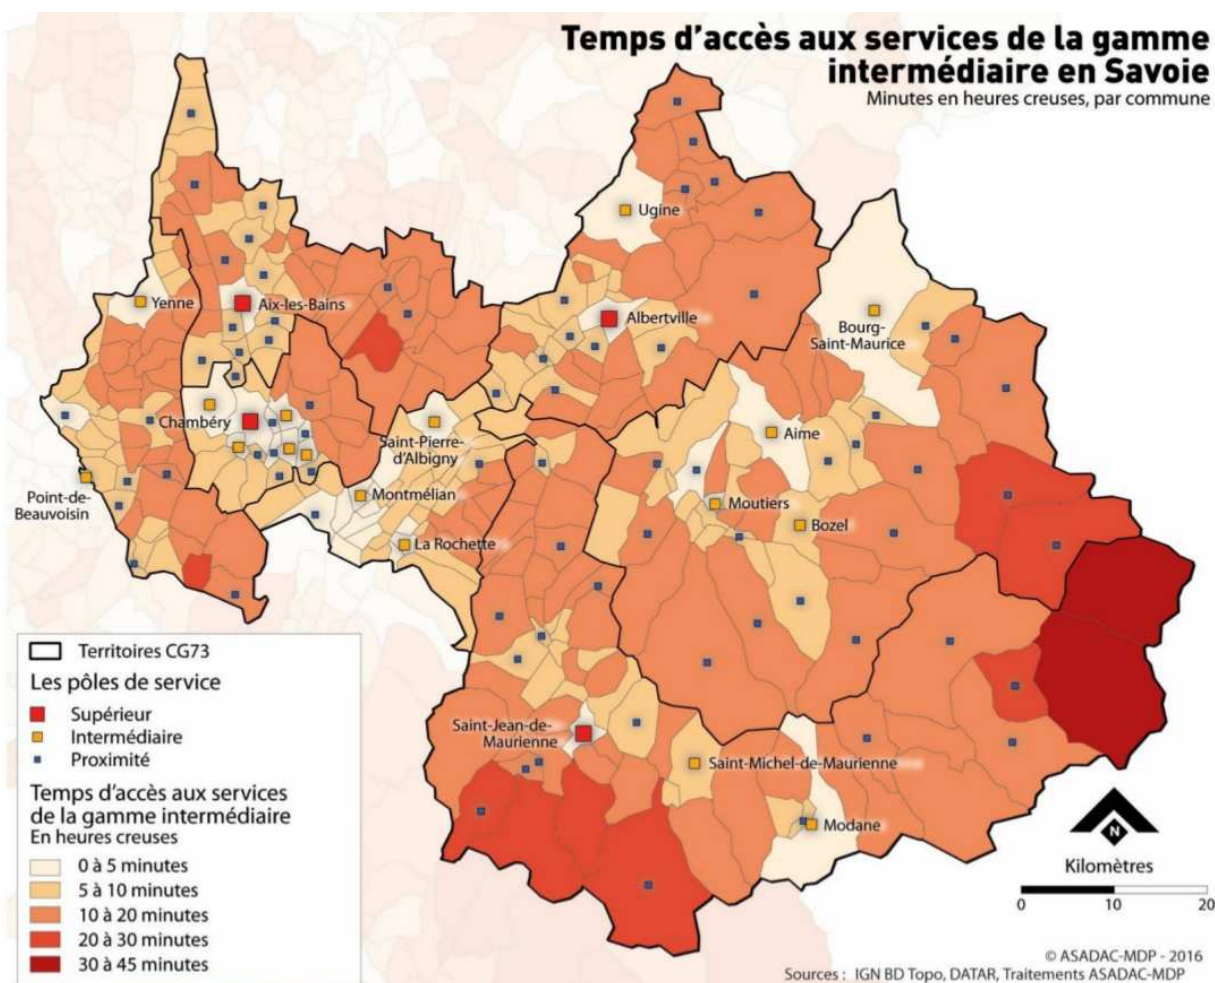 Temps d'accès aux services de la gamme
intermédiaire en Savoie
Minutes en heures creuses, par commune
Ugine
Yenne
Aix-les-Bains
Albertville
Bourg-
Saint-Maurice
Chambéry
Saint-Pierre-
d'Albigny
Aime
Point-de-
Beauvoisin
Montmélian
Moutiers
Bozel
La Rochette
Saint-Jean-de-
Maurienne
Saint-Michel-de-Maurienne
Modane
Territoires CG73
Les pôles de service
Supérieur
Intermédiaire
Proximité
Temps d'accès aux services
de la gamme intermédiaire
En heures creuses
0 à 5 minutes
5 à 10 minutes
10 à 20 minutes
20 à 30 minutes
30 à 45 minutes
N
Kilomètres
0 10 20
© ASADAC-MDP - 2016
Sources : IGN BD Topo, DATAR, Traitements ASADAC-MDP